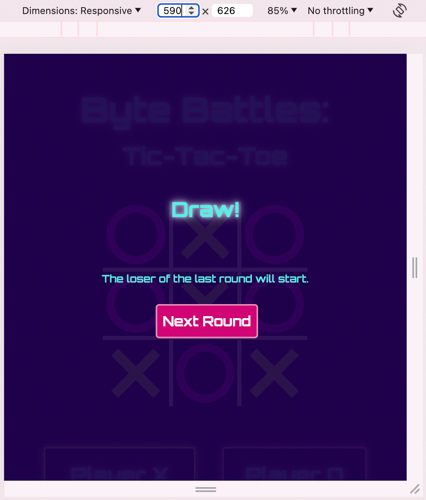 Dimensions: Responsive ▼ 590 × 626 85% ▼ No throttling ▼
Byte Battles:
Tic-Tac-Toe
Draw!
The loser of the last round will start.
Next Round
Player X Player O